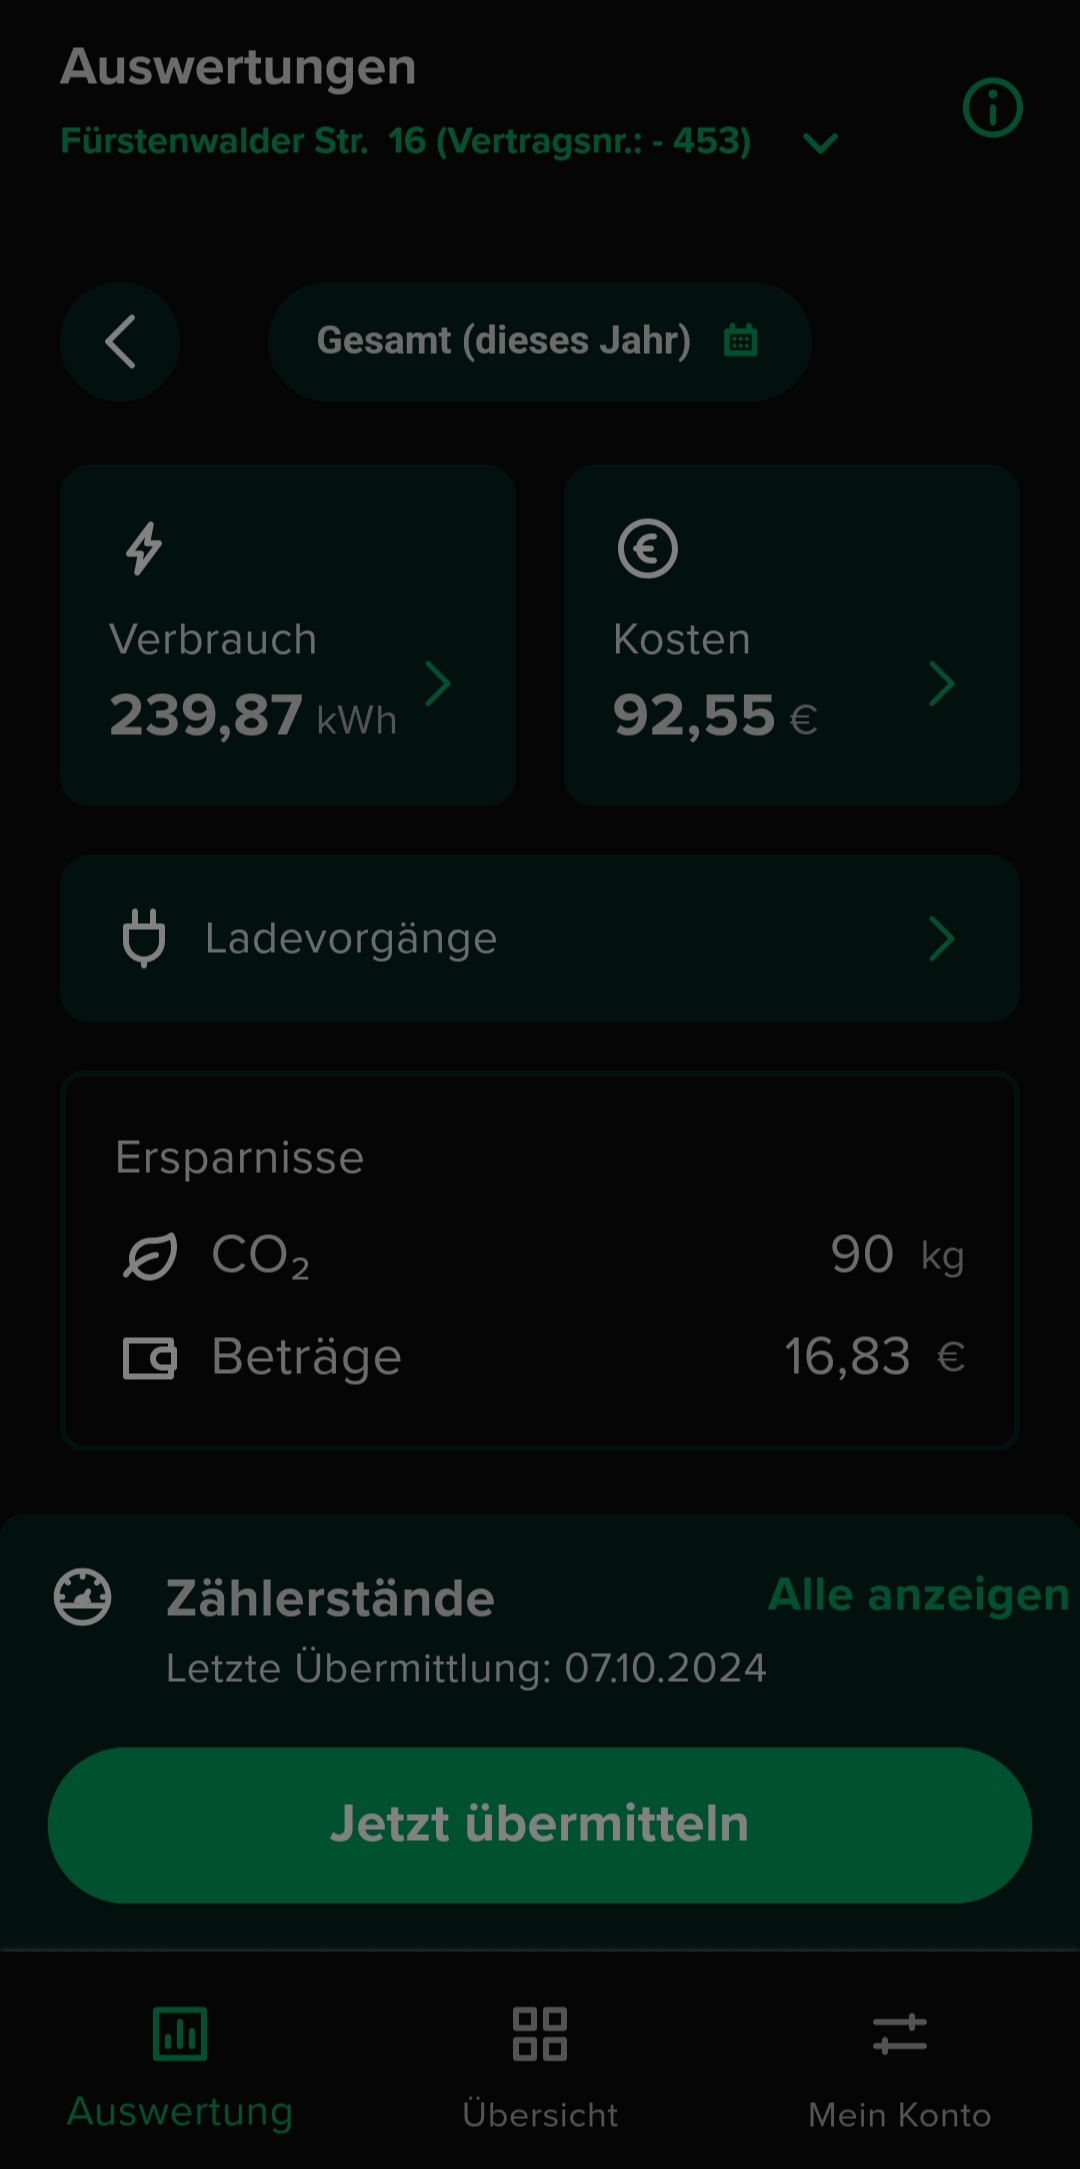 Auswertungen
Fürstenwalder Str. 16 (Vertragsnr.: - 453)
Gesamt (dieses Jahr)
Verbrauch
239,87 kWh
Kosten
92,55 €
Ladevorgänge
Ersparnisse
CO₂ 90 kg
Beträge 16,83 €
Zählerstände Alle anzeigen
Letzte Übermittlung: 07.10.2024
Jetzt übermitteln
Auswertung Übersicht Mein Konto